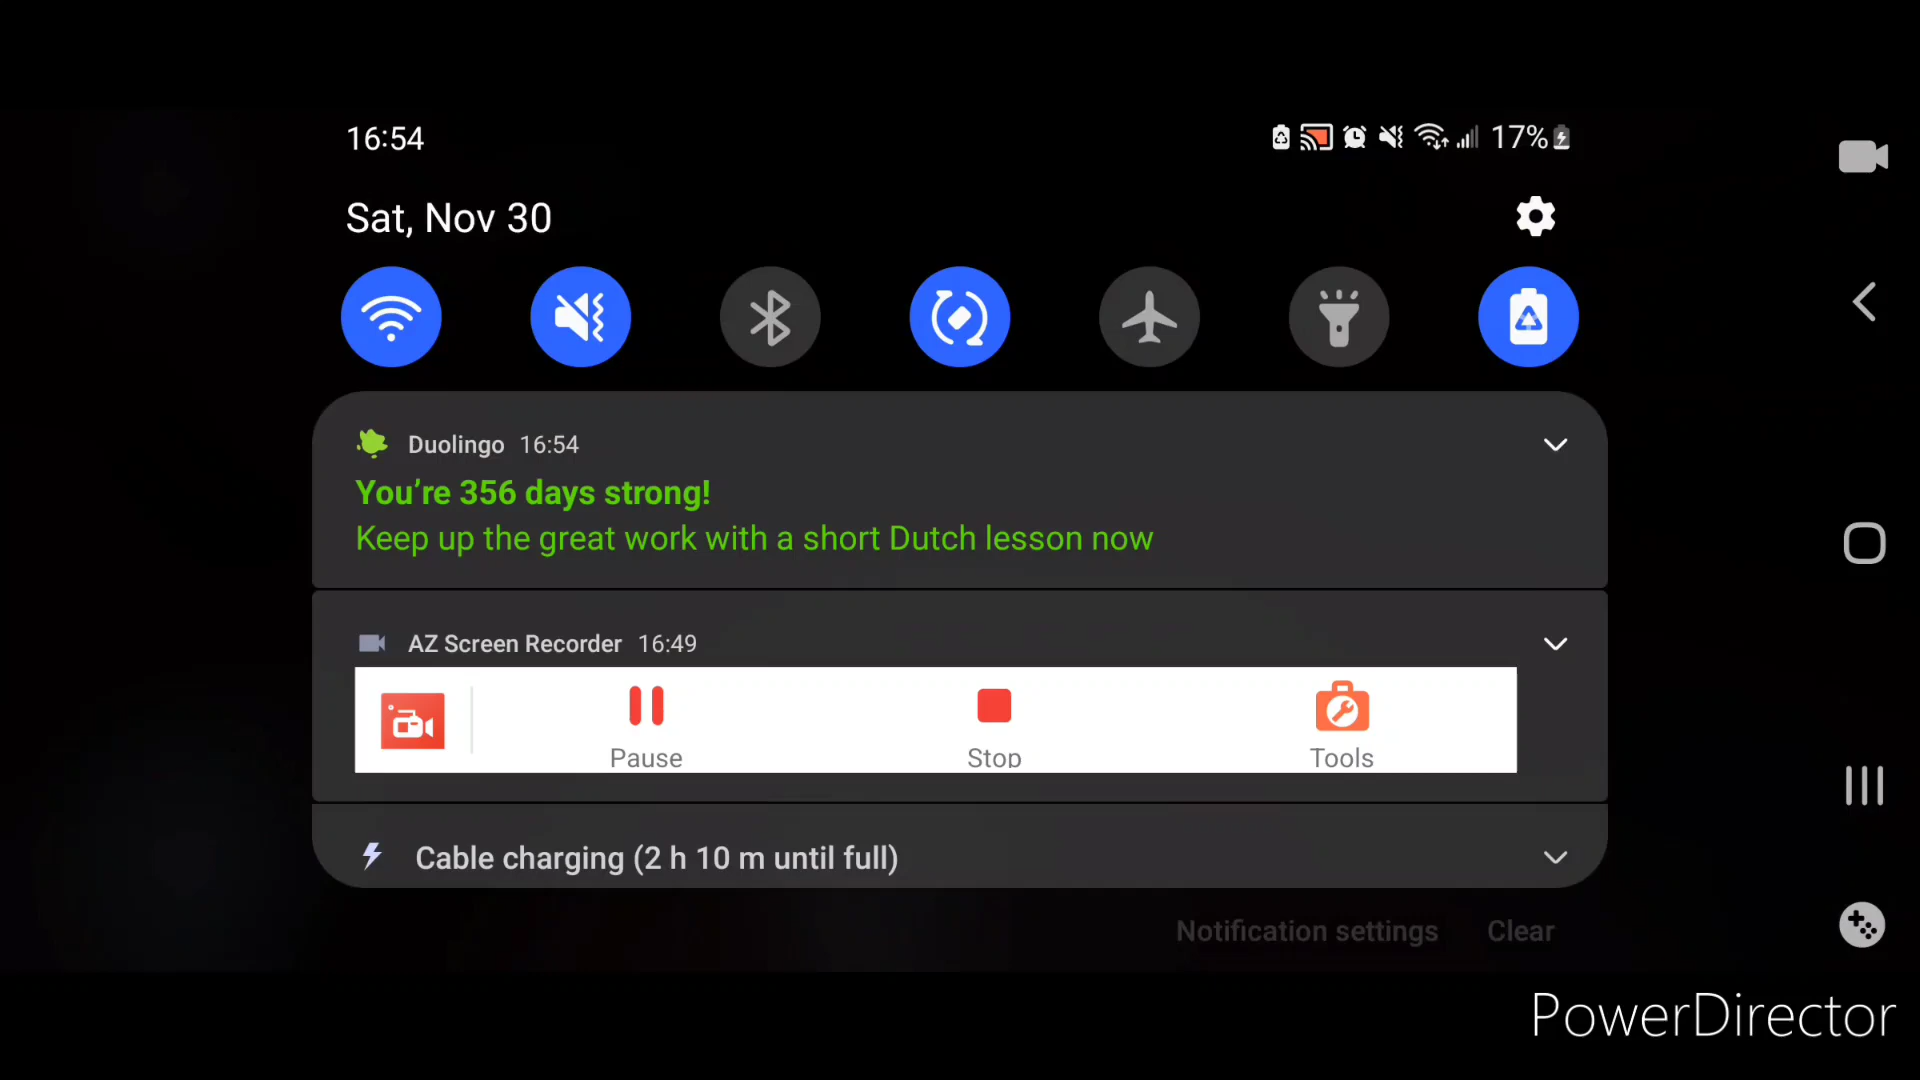 16:54
17%
Sat, Nov 30
Duolingo 16:54
You’re 356 days strong!
Keep up the great work with a short Dutch lesson now
AZ Screen Recorder 16:49
Pause
Stop
Tools
Cable charging (2 h 10 m until full)
Notification settings
Clear
PowerDirector